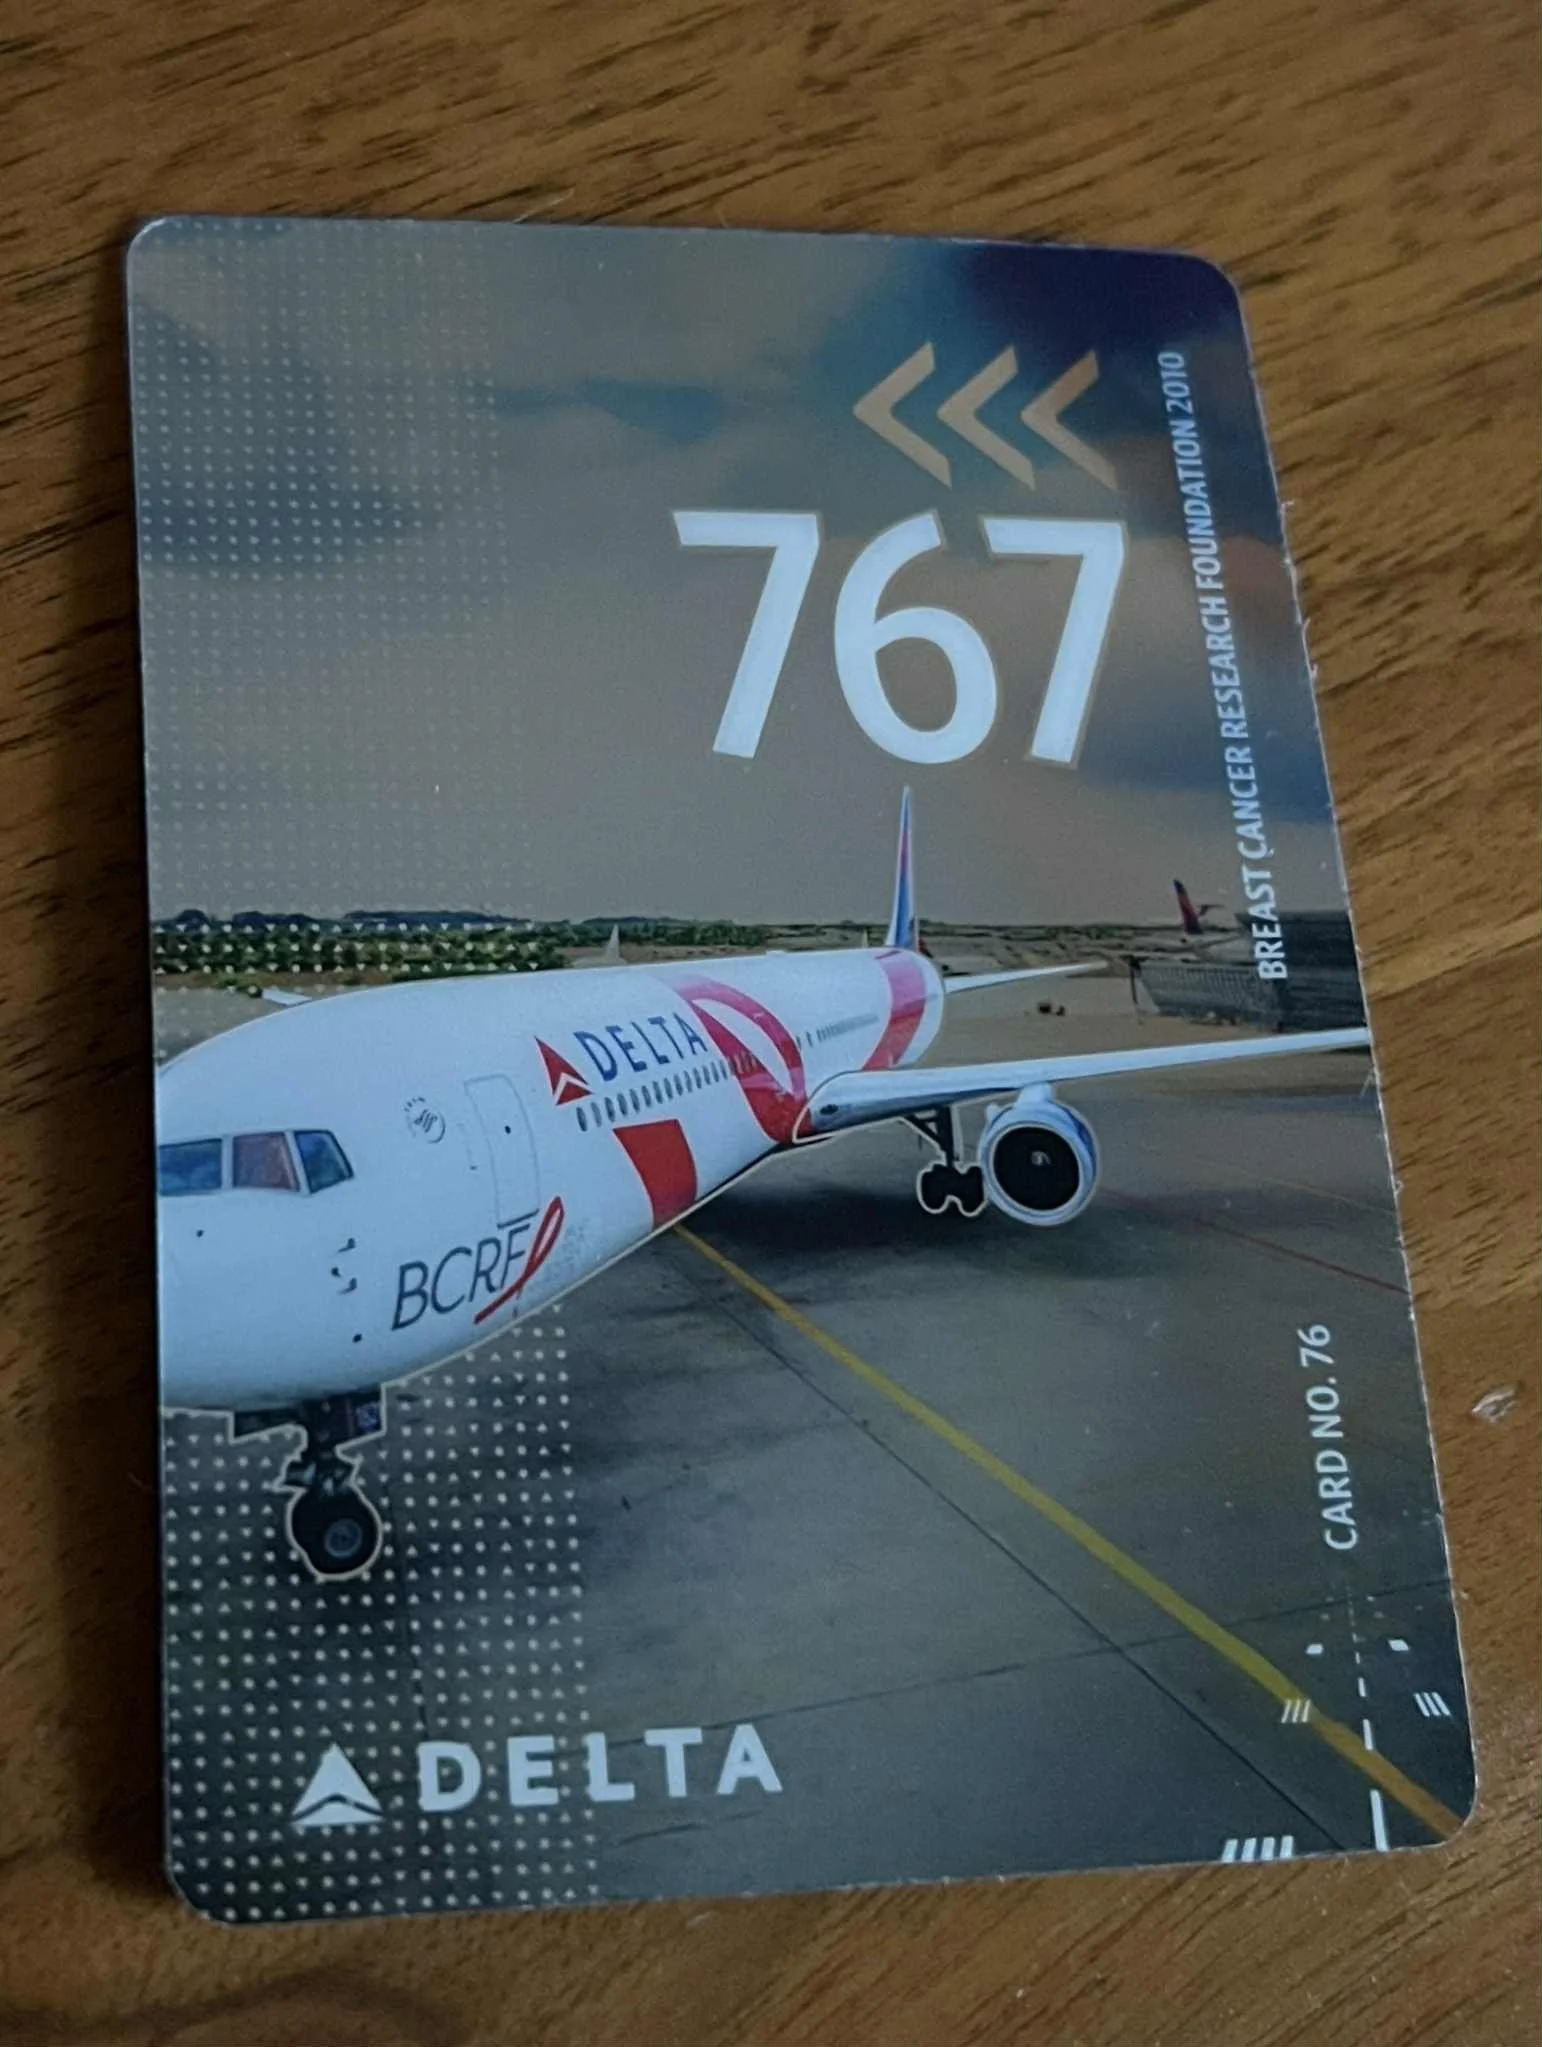 767
BREAST CANCER RESEARCH FOUNDATION 2010
DELTA
BCRF
CARD NO. 76
DELTA